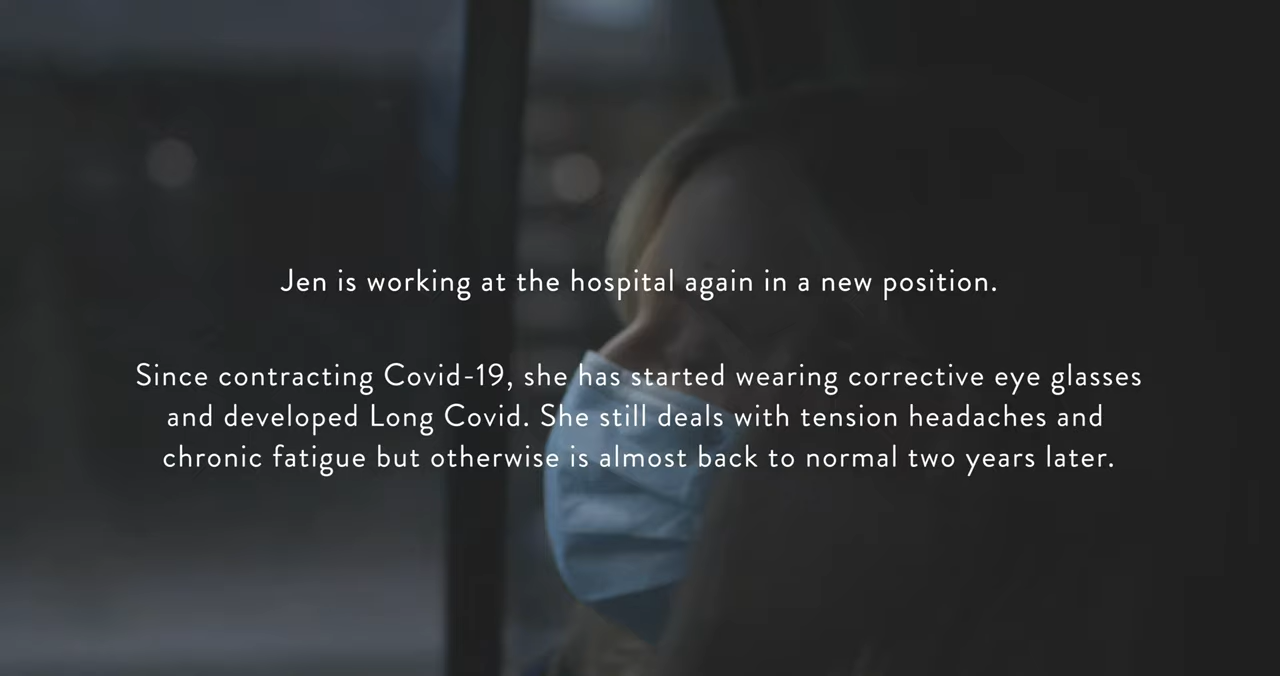 Jen is working at the hospital again in a new position.
Since contracting Covid-19, she has started wearing corrective eye glasses
and developed Long Covid. She still deals with tension headaches and
chronic fatigue but otherwise is almost back to normal two years later.